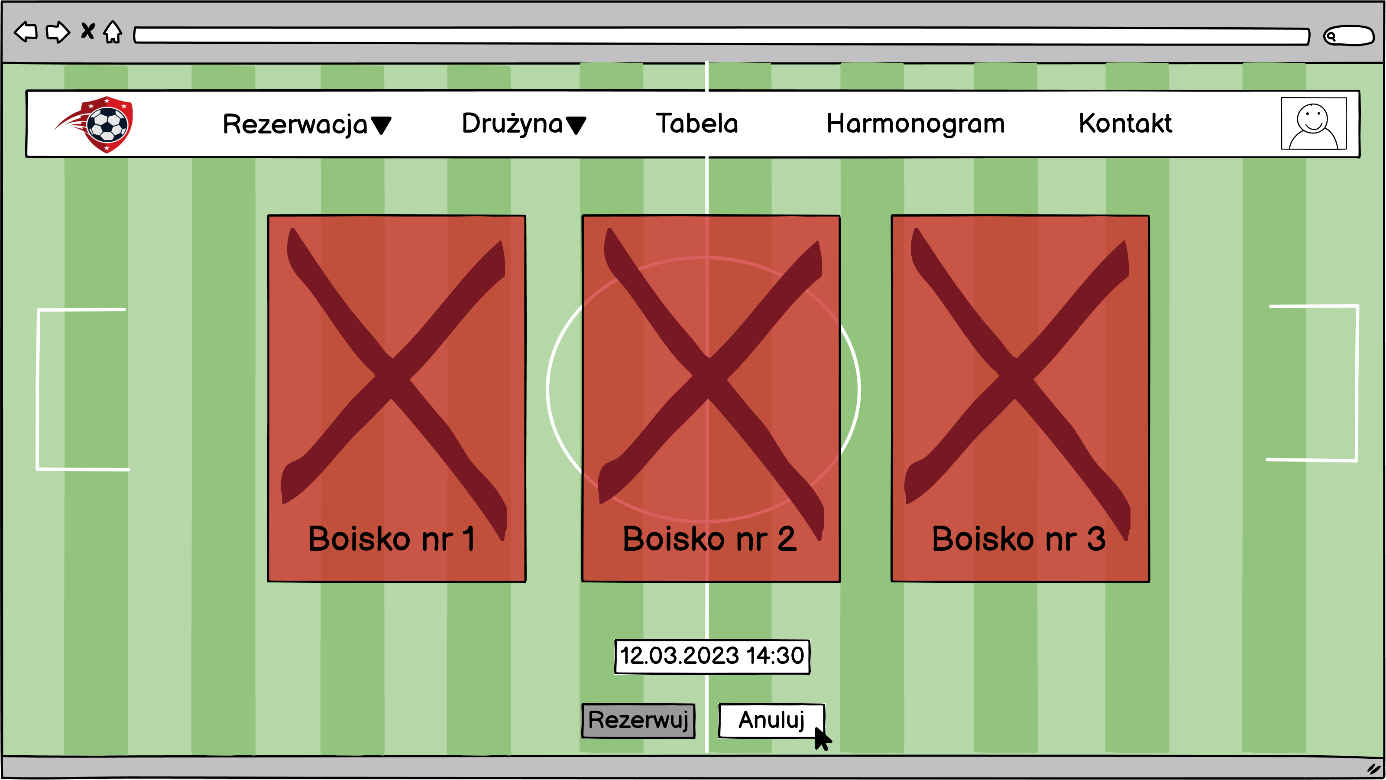 Rezerwacja Drużyna Tabela Harmonogram Kontakt
Boisko nr 1 Boisko nr 2 Boisko nr 3
12.03.2023 14:30
Rezerwuj Anuluj